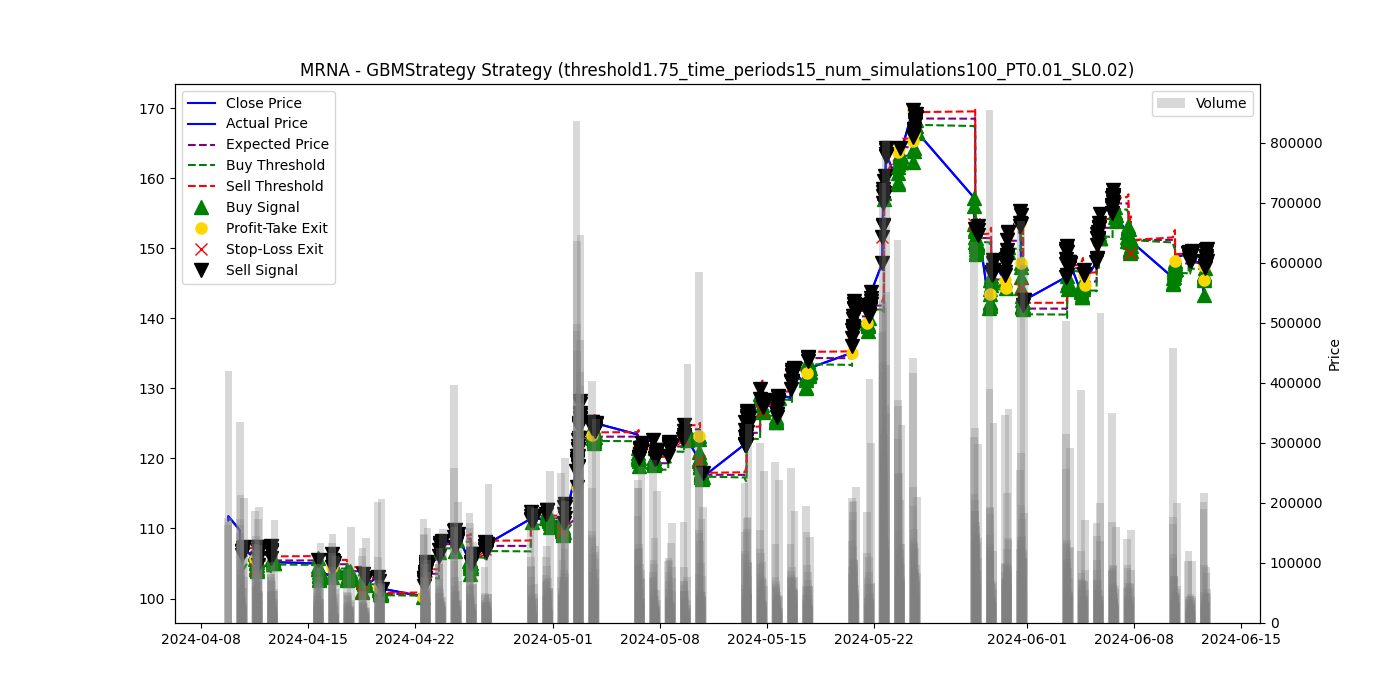 MRNA - GBMStrategy Strategy (threshold1.75_time_periods15_num_simulations100_PT0.01_SL0.02)
Close Price
Actual Price
Expected Price
Buy Threshold
Sell Threshold
Buy Signal
Profit-Take Exit
Stop-Loss Exit
Sell Signal
Volume
170
160
150
140
130
120
110
100
800000
700000
600000
500000
400000
300000
200000
100000
0
Price
2024-04-08
2024-04-15
2024-04-22
2024-05-01
2024-05-08
2024-05-15
2024-05-22
2024-06-01
2024-06-08
2024-06-15